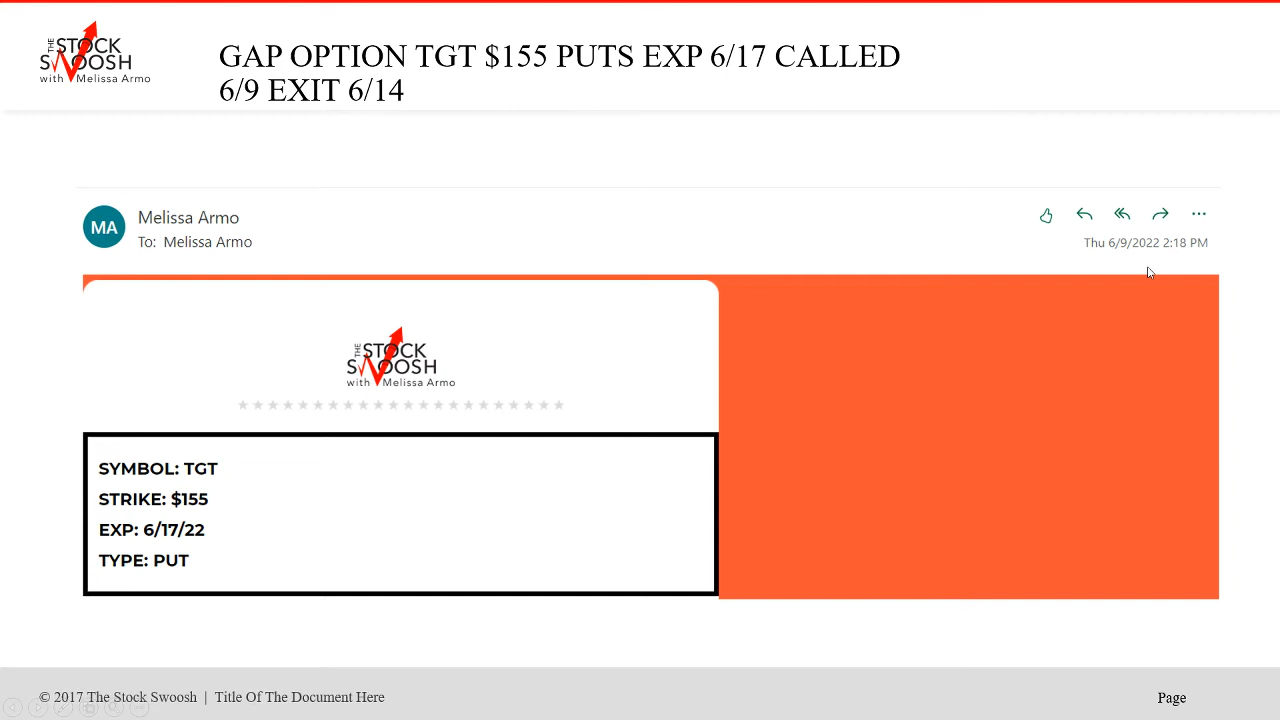 THE
STOCK
SWOOSH
with Melissa Armo
GAP OPTION TGT $155 PUTS EXP 6/17 CALLED
6/9 EXIT 6/14
MA
Melissa Armo
To: Melissa Armo
Thu 6/9/2022 2:18 PM
THE
STOCK
SWOOSH
with Melissa Armo
SYMBOL: TGT
STRIKE: $155
EXP: 6/17/22
TYPE: PUT
© 2017 The Stock Swoosh | Title Of The Document Here
Page